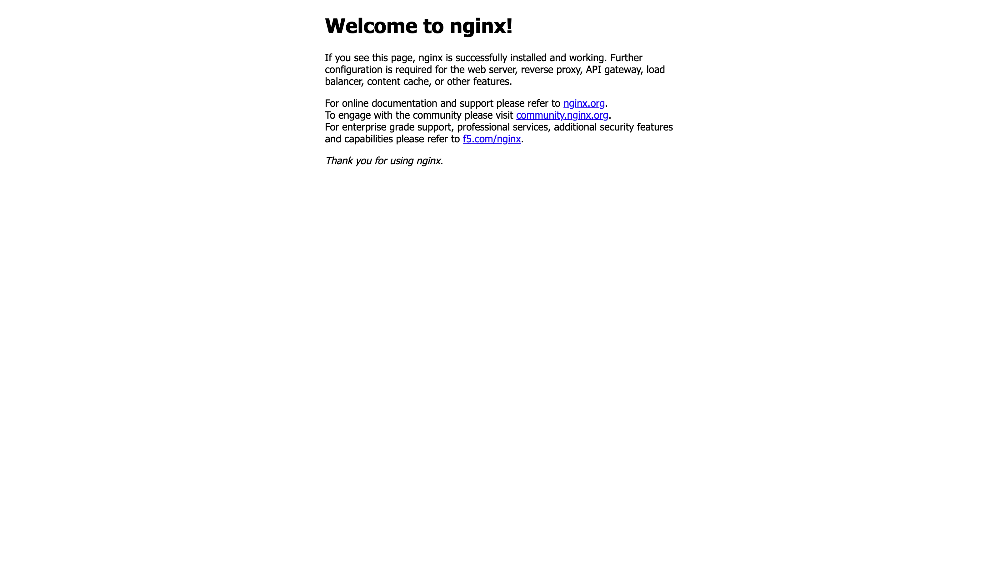 Welcome to nginx!
If you see this page, nginx is successfully installed and working. Further
configuration is required for the web server, reverse proxy, API gateway, load
balancer, content cache, or other features.
For online documentation and support please refer to nginx.org.
To engage with the community please visit community.nginx.org.
For enterprise grade support, professional services, additional security features
and capabilities please refer to f5.com/nginx.
Thank you for using nginx.